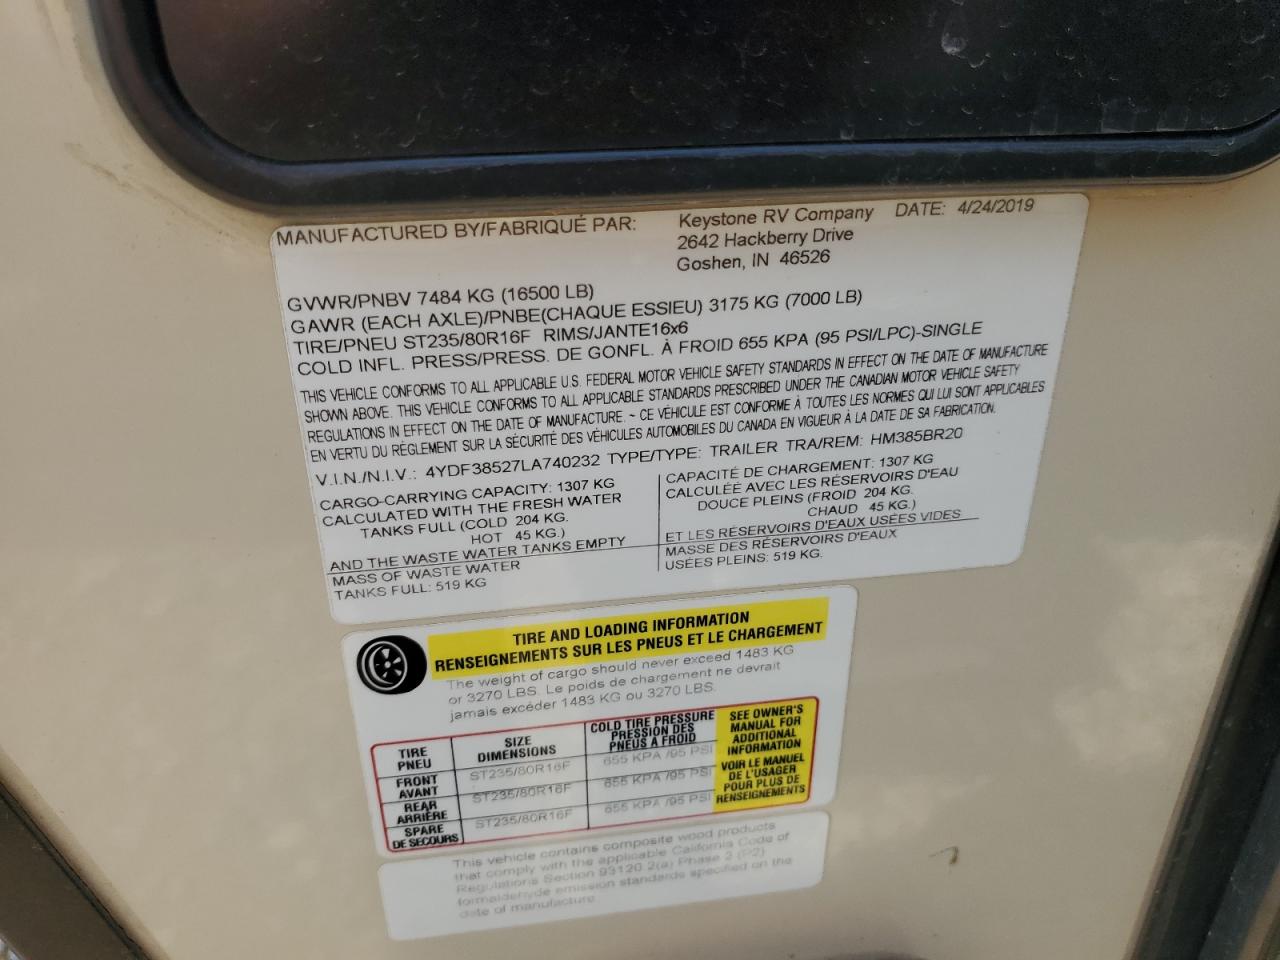 MANUFACTURED BY/FABRIQUÉ PAR: Keystone RV Company DATE: 4/24/2019
2642 Hackberry Drive
Goshen, IN 46526
GVWR/PNBV 7484 KG (16500 LB)
GAWR (EACH AXLE)/PNBE(CHAQUE ESSIEU) 3175 KG (7000 LB)
TIRE/PNEU ST235/80R16F RIMS/JANTE16x6
COLD INFL. PRESS/PRESS. DE GONFL. À FROID 655 KPA (95 PSI/LPC)-SINGLE
THIS VEHICLE CONFORMS TO ALL APPLICABLE U.S. FEDERAL MOTOR VEHICLE SAFETY STANDARDS IN EFFECT ON THE DATE OF MANUFACTURE
SHOWN ABOVE. THIS VEHICLE CONFORMS TO ALL APPLICABLE STANDARDS PRESCRIBED UNDER THE CANADIAN MOTOR VEHICLE SAFETY
REGULATIONS IN EFFECT ON THE DATE OF MANUFACTURE. ~ CE VÉHICULE EST CONFORME À TOUTES LES NORMES QUI LUI SONT APPLICABLES
EN VERTU DU RÈGLEMENT SUR LA SÉCURITÉ DES VÉHICULES AUTOMOBILES DU CANADA EN VIGUEUR À LA DATE DE SA FABRICATION.
V.I.N./N.I.V.: 4YDF38527LA740232 TYPE/TYPE: TRAILER TRA/REM: HM385BR20
CARGO-CARRYING CAPACITY: 1307 KG
CALCULATED WITH THE FRESH WATER
TANKS FULL (COLD 204 KG.
HOT 45 KG.)
AND THE WASTE WATER TANKS EMPTY
MASS OF WASTE WATER
TANKS FULL: 519 KG
CAPACITÉ DE CHARGEMENT: 1307 KG
CALCULÉE AVEC LES RÉSERVOIRS D'EAU
DOUCE PLEINS (FROID 204 KG.
CHAUD 45 KG.)
ET LES RÉSERVOIRS D'EAUX USÉES VIDES
MASSE DES RÉSERVOIRS D'EAUX
USÉES PLEINS: 519 KG.
TIRE AND LOADING INFORMATION
RENSEIGNEMENTS SUR LES PNEUS ET LE CHARGEMENT
The weight of cargo should never exceed 1483 KG
or 3270 LBS. Le poids de chargement ne devrait
jamais excéder 1483 KG ou 3270 LBS.
TIRE
PNEU
SIZE
DIMENSIONS
COLD TIRE PRESSURE
PRESSION DES
PNEUS A FROID
FRONT
AVANT
ST235/80R16F
655 KPA /95 PSI
REAR
ARRIÈRE
ST235/80R16F
655 KPA /95 PSI
SPARE
DE SECOURS
ST235/80R16F
655 KPA /95 PSI
SEE OWNER'S
MANUAL FOR
ADDITIONAL
INFORMATION
VOIR LE MANUEL
DE L'USAGER
POUR PLUS DE
RENSEIGNEMENTS
This vehicle contains composite wood products
that comply with the applicable California Code of
Regulations Section 93120.2(a) Phase 2 (P2)
formaldehyde emission standards specified on the
date of manufacture.